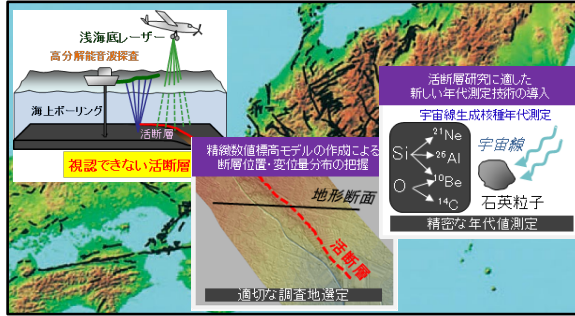 浅海底レーザー
高分解能音波探査
海上ボーリング
活断層
視認できない活断層
精緻数値標高モデルの作成による
断層位置・変位量分布の把握
地形断面
活断層
適切な調査地選定
活断層研究に適した
新しい年代測定技術の導入
宇宙線生成核種年代測定
Si
O
²¹Ne
²⁶Al
¹⁰Be
¹⁴C
宇宙線
石英粒子
精密な年代値測定